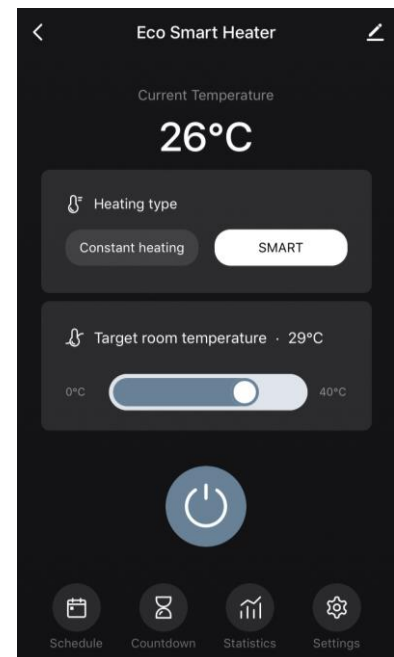 Eco Smart Heater
Current Temperature
26°C
Heating type
Constant heating SMART
Target room temperature · 29°C
0°C 40°C
Schedule Countdown Statistics Settings